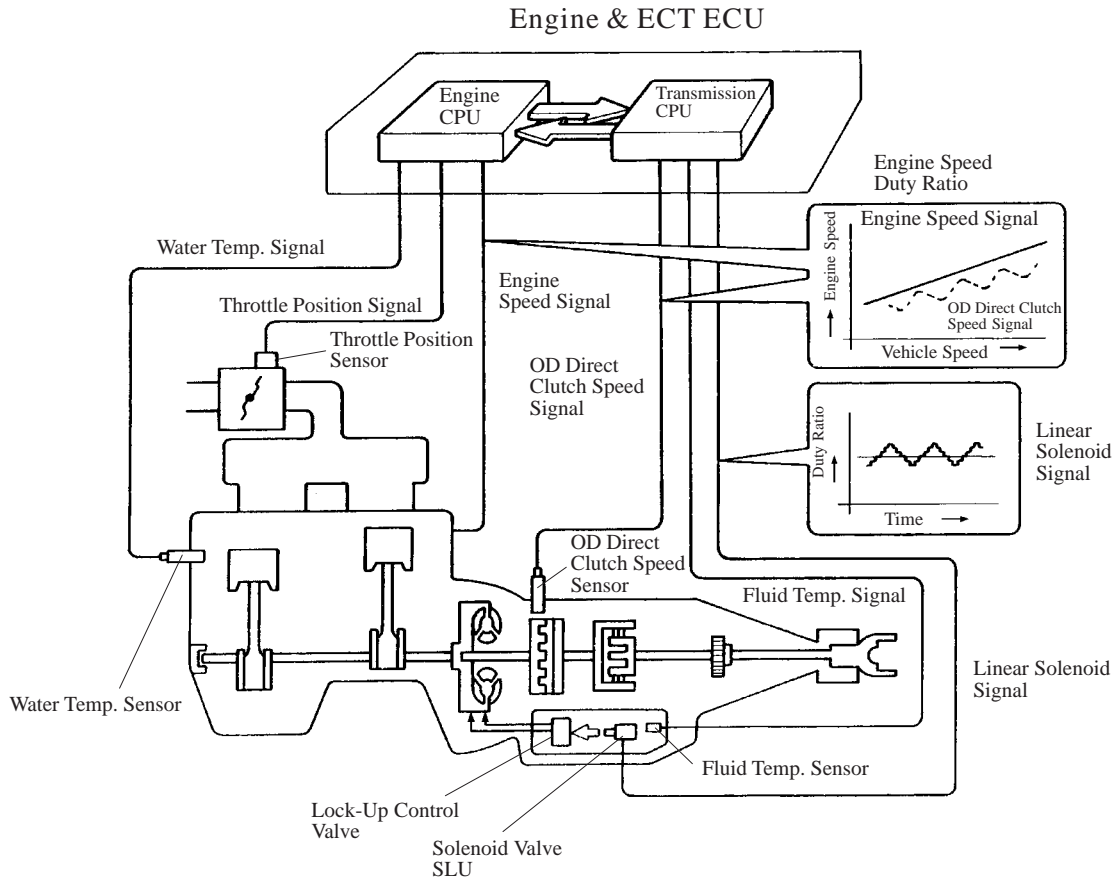 Engine & ECT ECU
Engine
CPU
Transmission
CPU
Engine Speed
Duty Ratio
Engine Speed Signal
Engine Speed
OD Direct Clutch
Speed Signal
Vehicle Speed
Water Temp. Signal
Engine
Speed Signal
Throttle Position Signal
Throttle Position
Sensor
OD Direct
Clutch Speed
Signal
Duty Ratio
Time
Linear
Solenoid
Signal
OD Direct
Clutch Speed
Sensor
Fluid Temp. Signal
Linear Solenoid
Signal
Water Temp. Sensor
Fluid Temp. Sensor
Lock-Up Control
Valve
Solenoid Valve
SLU